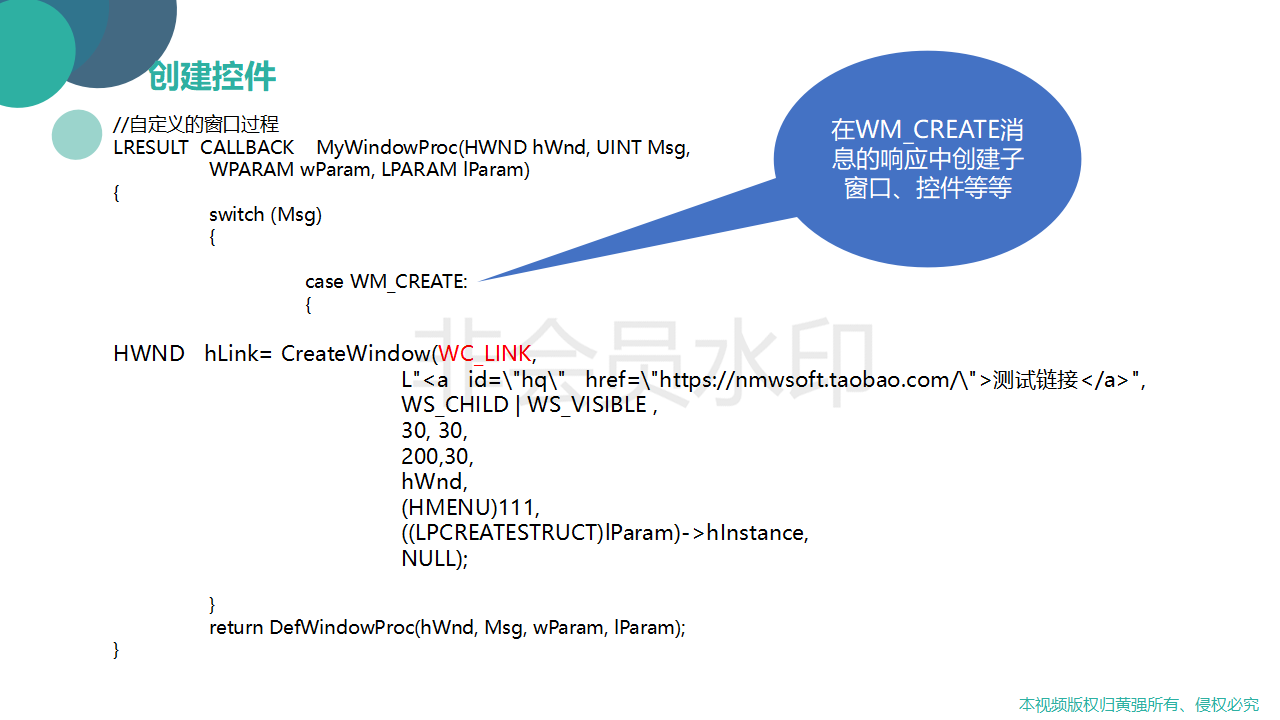 创建控件
//自定义的窗口过程
LRESULT CALLBACK MyWindowProc(HWND hWnd, UINT Msg,
WPARAM wParam, LPARAM lParam)
{
switch (Msg)
{
case WM_CREATE:
{
在WM_CREATE消
息的响应中创建子
窗口、控件等等
非会员水印
HWND hLink= CreateWindow(WC_LINK,
L"<a id=\"hq\" href=\"https://nmwsoft.taobao.com/\">测试链接</a>",
WS_CHILD | WS_VISIBLE ,
30, 30,
200,30,
hWnd,
(HMENU)111,
((LPCREATESTRUCT)lParam)->hInstance,
NULL);
}
return DefWindowProc(hWnd, Msg, wParam, lParam);
}
本视频版权归黄强所有、侵权必究